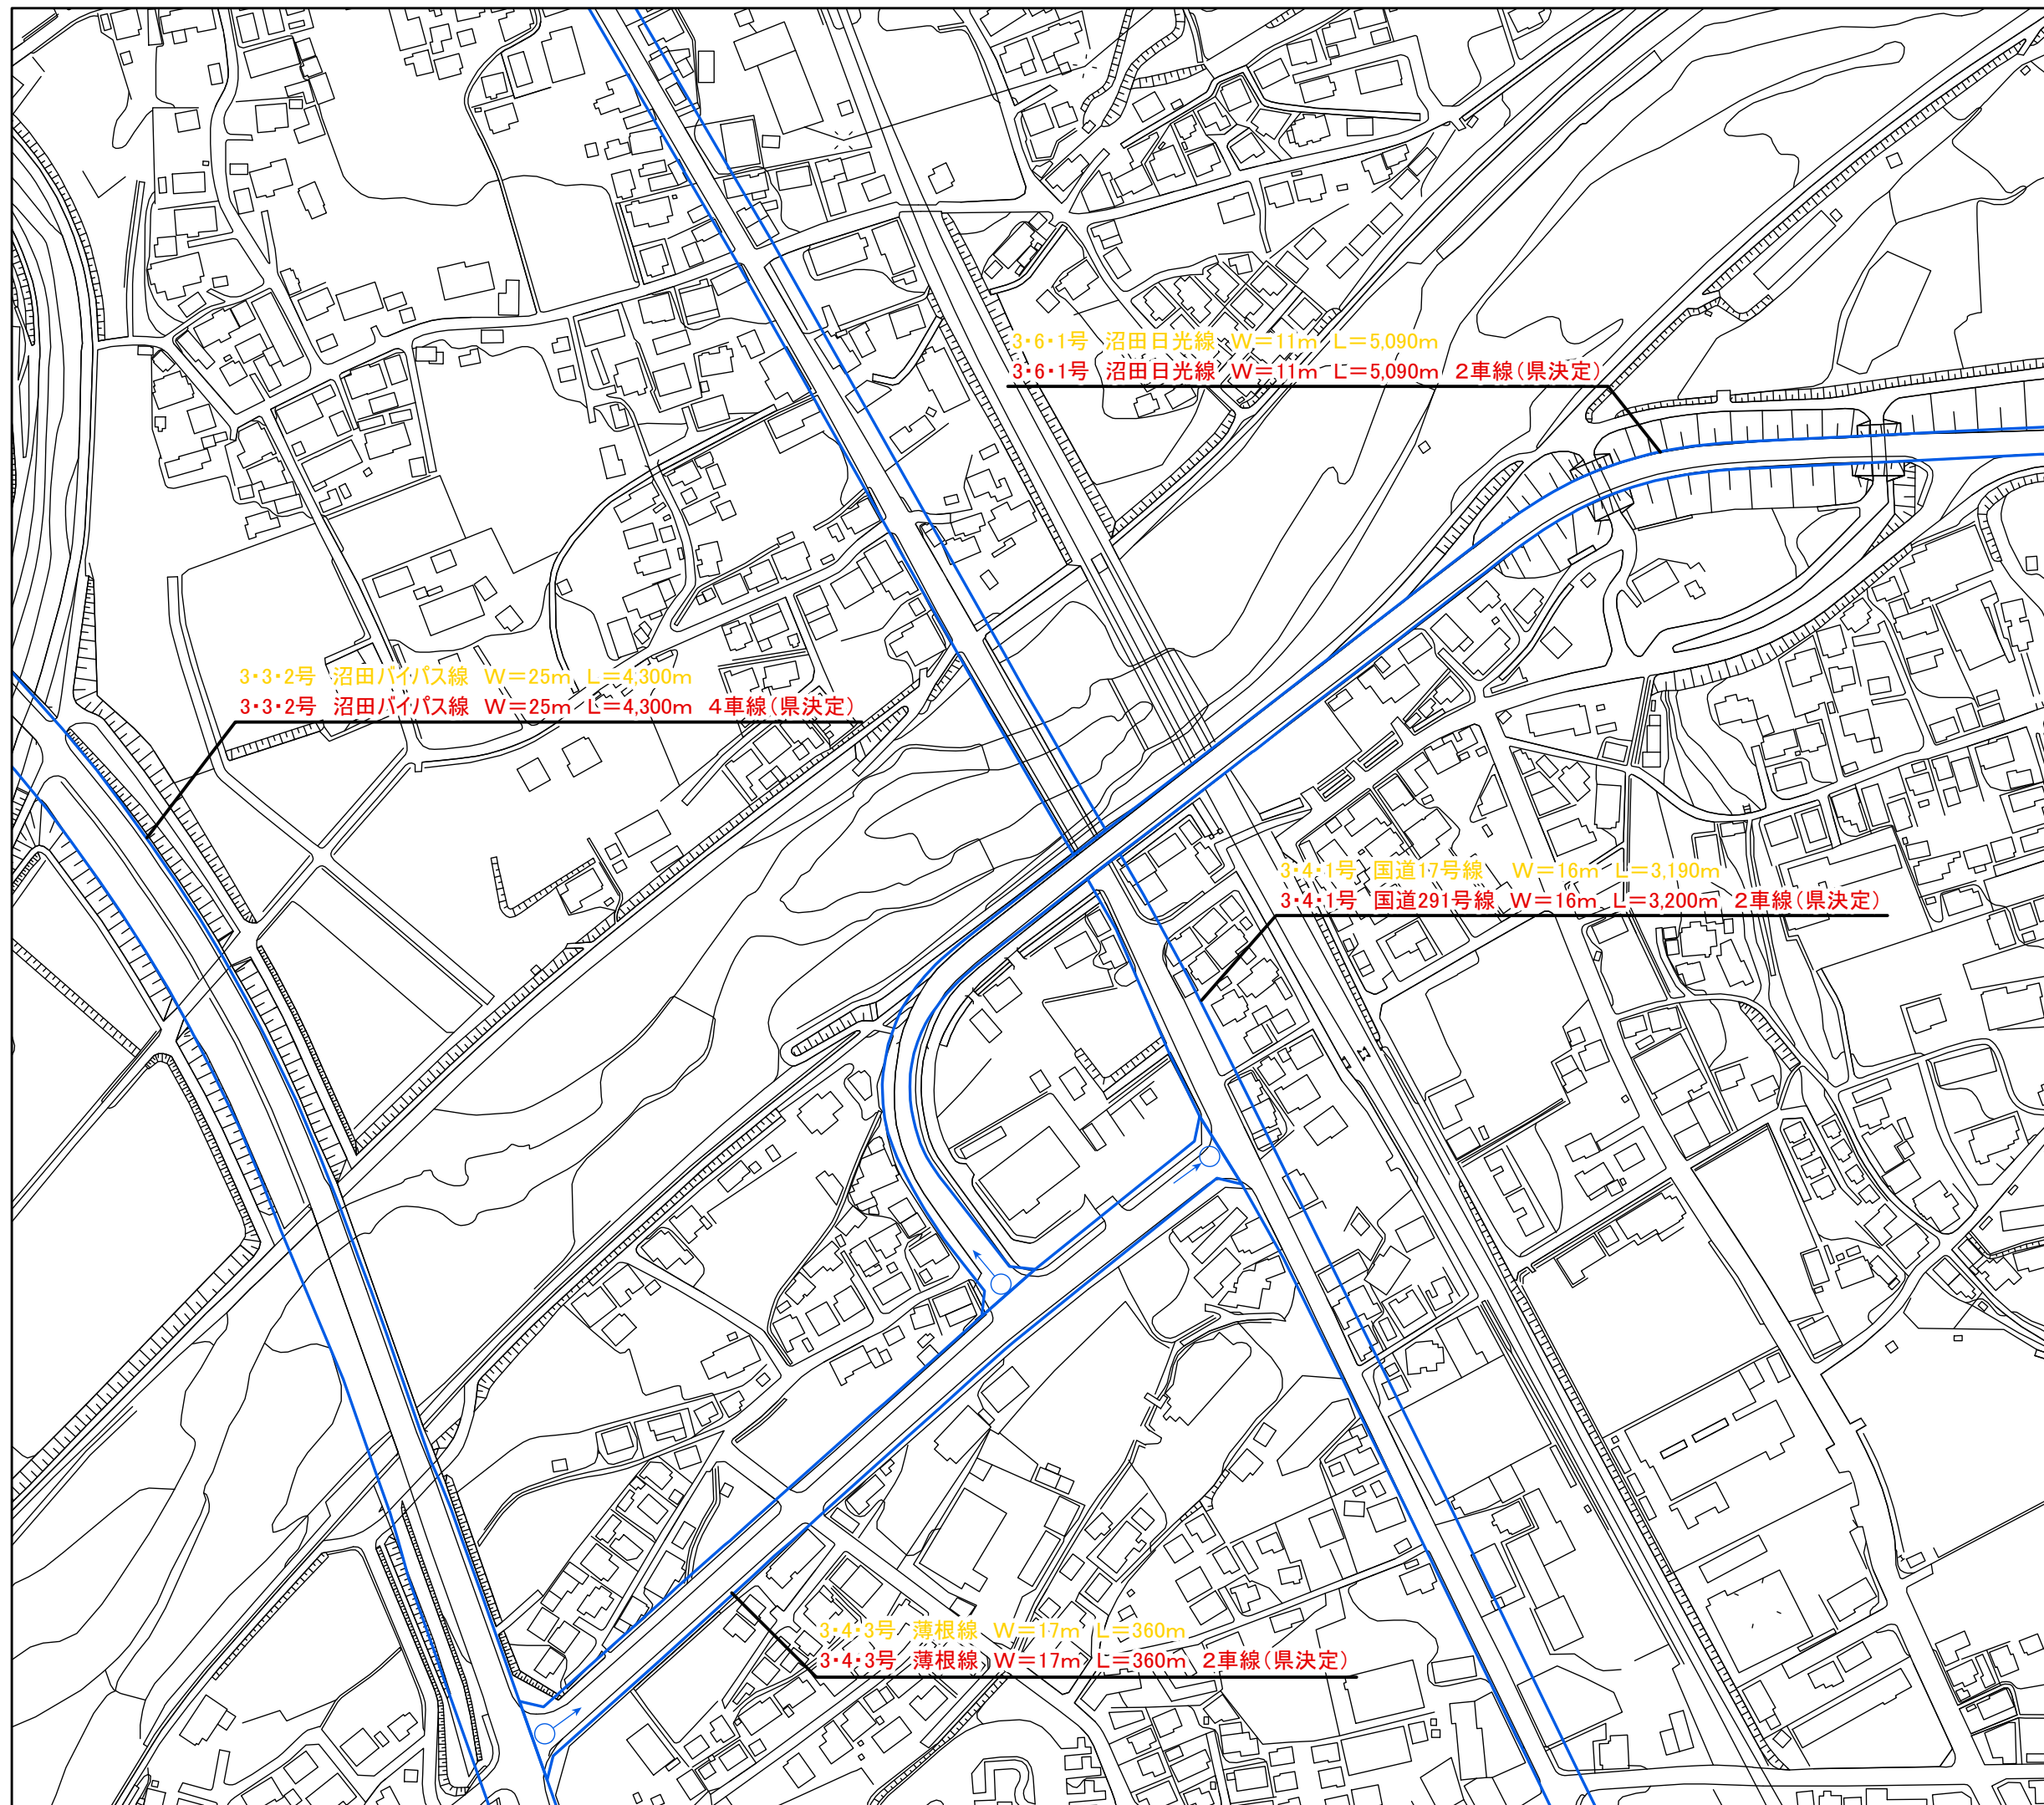 3・6・1号 沼田日光線 W=11m L=5,090m
3・6・1号 沼田日光線 W=11m L=5,090m 2車線(県決定)
3・3・2号 沼田バイパス線 W=25m L=4,300m
3・3・2号 沼田バイパス線 W=25m L=4,300m 4車線(県決定)
3・4・1号 国道17号線 W=16m L=3,190m
3・4・1号 国道291号線 W=16m L=3,200m 2車線(県決定)
3・4・3号 薄根線 W=17m L=360m
3・4・3号 薄根線 W=17m L=360m 2車線(県決定)